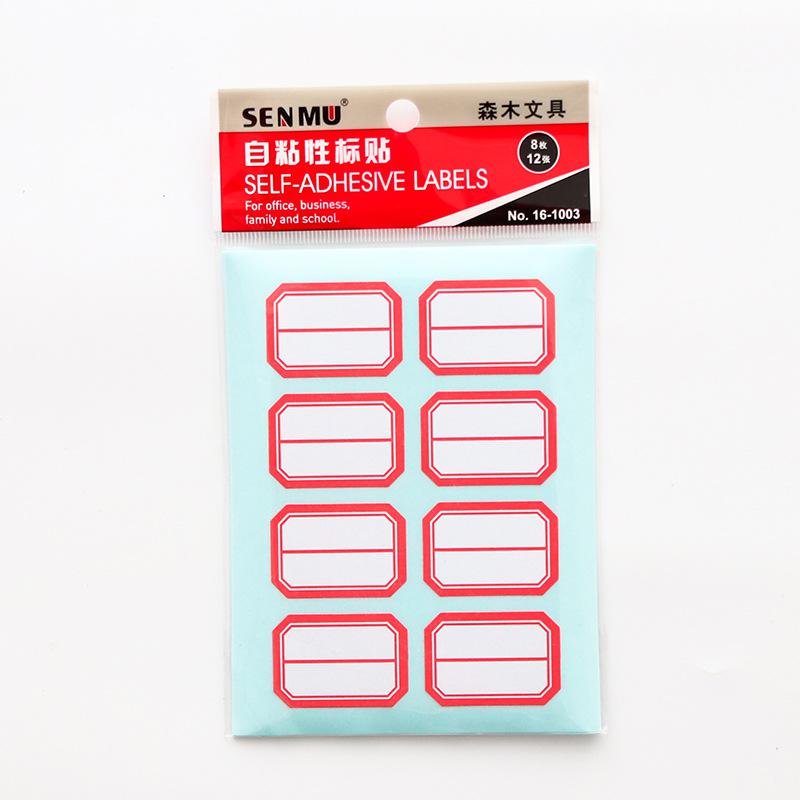 SENMU®
森木文具
自粘性标贴
8枚
12张
SELF-ADHESIVE LABELS
For office, business,
family and school.
No. 16-1003